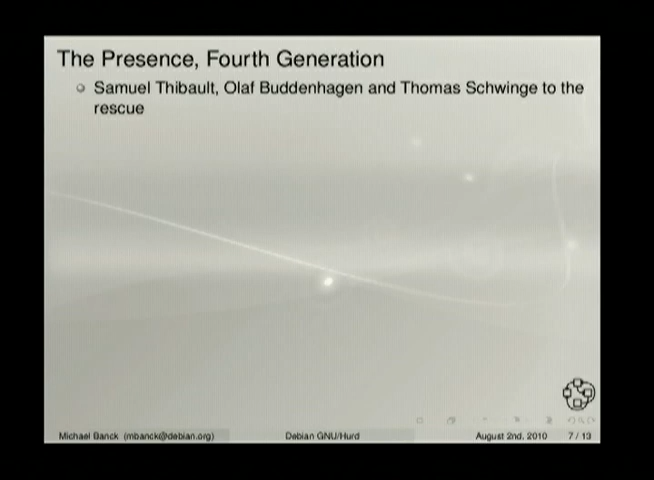 The Presence, Fourth Generation
Samuel Thibault, Olaf Buddenhagen and Thomas Schwinge to the
rescue
Michael Banck (mbanck@debian.org) Debian GNU/Hurd August 2nd, 2010 7 / 13